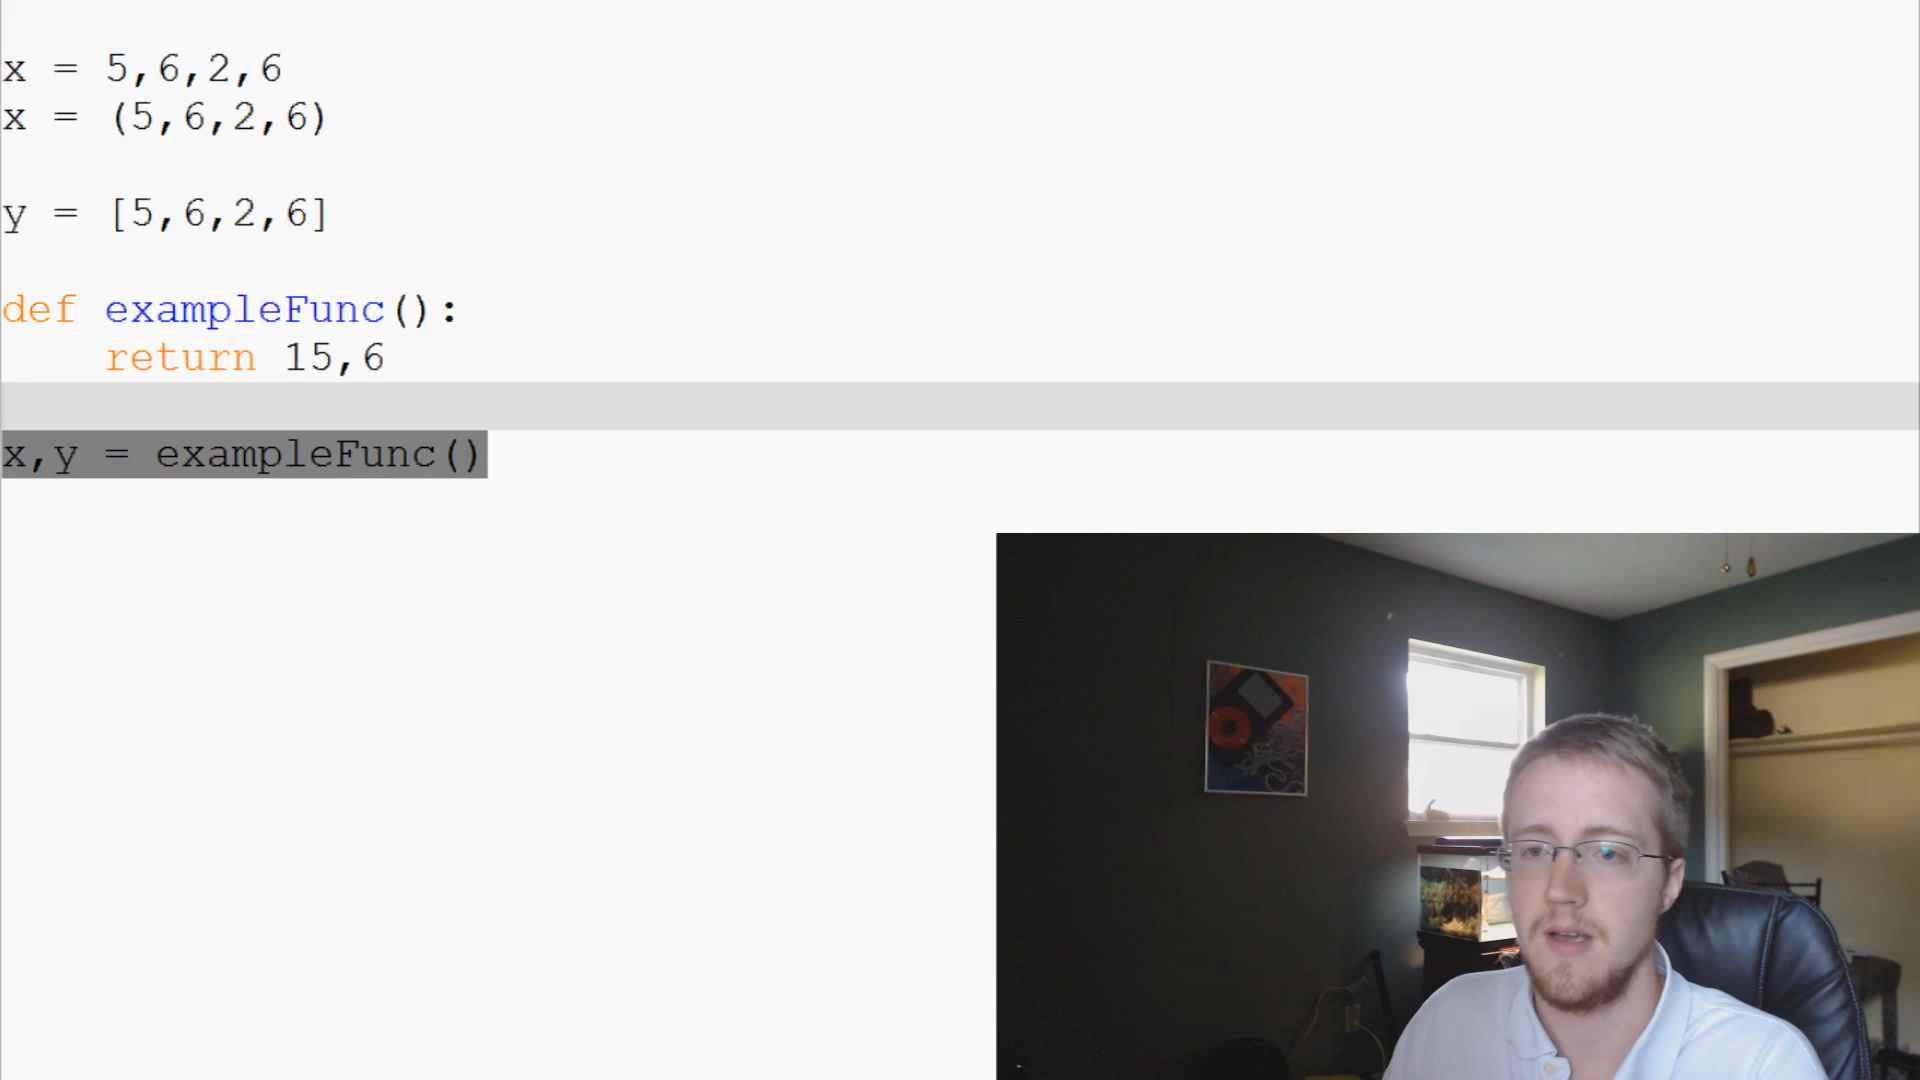 x = 5,6,2,6
x = (5,6,2,6)
y = [5,6,2,6]
def exampleFunc():
    return 15,6
x,y = exampleFunc()